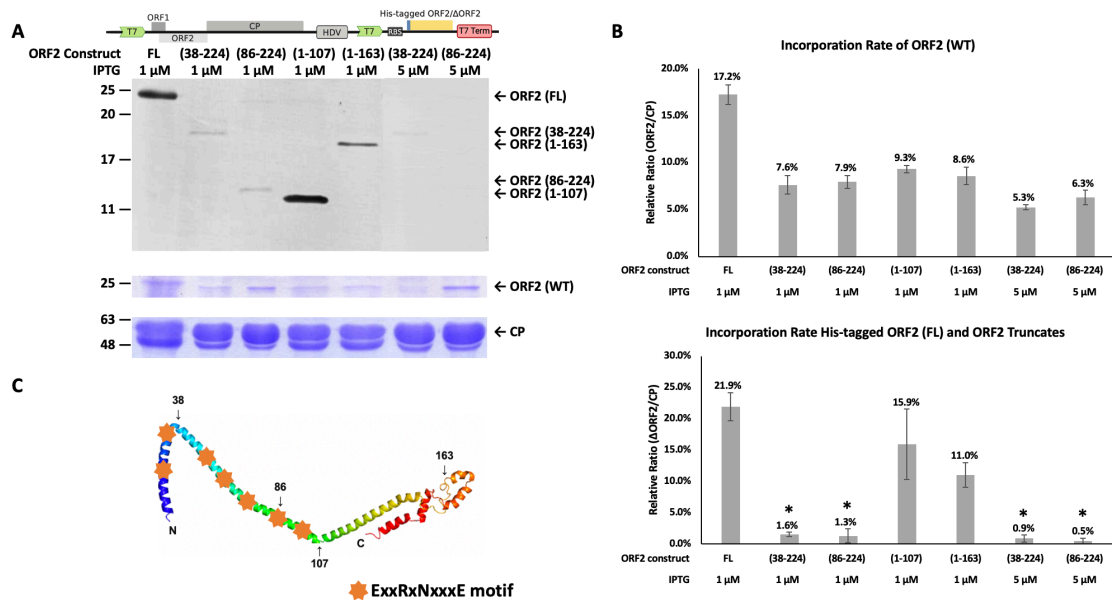 A
ORF1
T7
ORF2
CP
HDV
T7
RBS
His-tagged ORF2/ΔORF2
T7 Term
ORF2 Construct FL (38-224) (86-224) (1-107) (1-163) (38-224) (86-224)
IPTG 1 μM 1 μM 1 μM 1 μM 1 μM 5 μM 5 μM
25
← ORF2 (FL)
20
← ORF2 (38-224)
← ORF2 (1-163)
17
← ORF2 (86-224)
← ORF2 (1-107)
11
25
← ORF2 (WT)
63
← CP
48
B
Incorporation Rate of ORF2 (WT)
Relative Ratio (ORF2/CP)
20.0%
15.0%
10.0%
5.0%
0.0%
17.2% 7.6% 7.9% 9.3% 8.6% 5.3% 6.3%
ORF2 construct FL (38-224) (86-224) (1-107) (1-163) (38-224) (86-224)
IPTG 1 μM 1 μM 1 μM 1 μM 1 μM 5 μM 5 μM
Incorporation Rate His-tagged ORF2 (FL) and ORF2 Truncates
Relative Ratio (ΔORF2/CP)
30.0%
25.0%
20.0%
15.0%
10.0%
5.0%
0.0%
* * * *
21.9% 1.6% 1.3% 15.9% 11.0% 0.9% 0.5%
ORF2 construct FL (38-224) (86-224) (1-107) (1-163) (38-224) (86-224)
IPTG 1 μM 1 μM 1 μM 1 μM 1 μM 5 μM 5 μM
C
38
↓
163
↓
86
↓
N
C
↑
107
ExxRxNxxxE motif